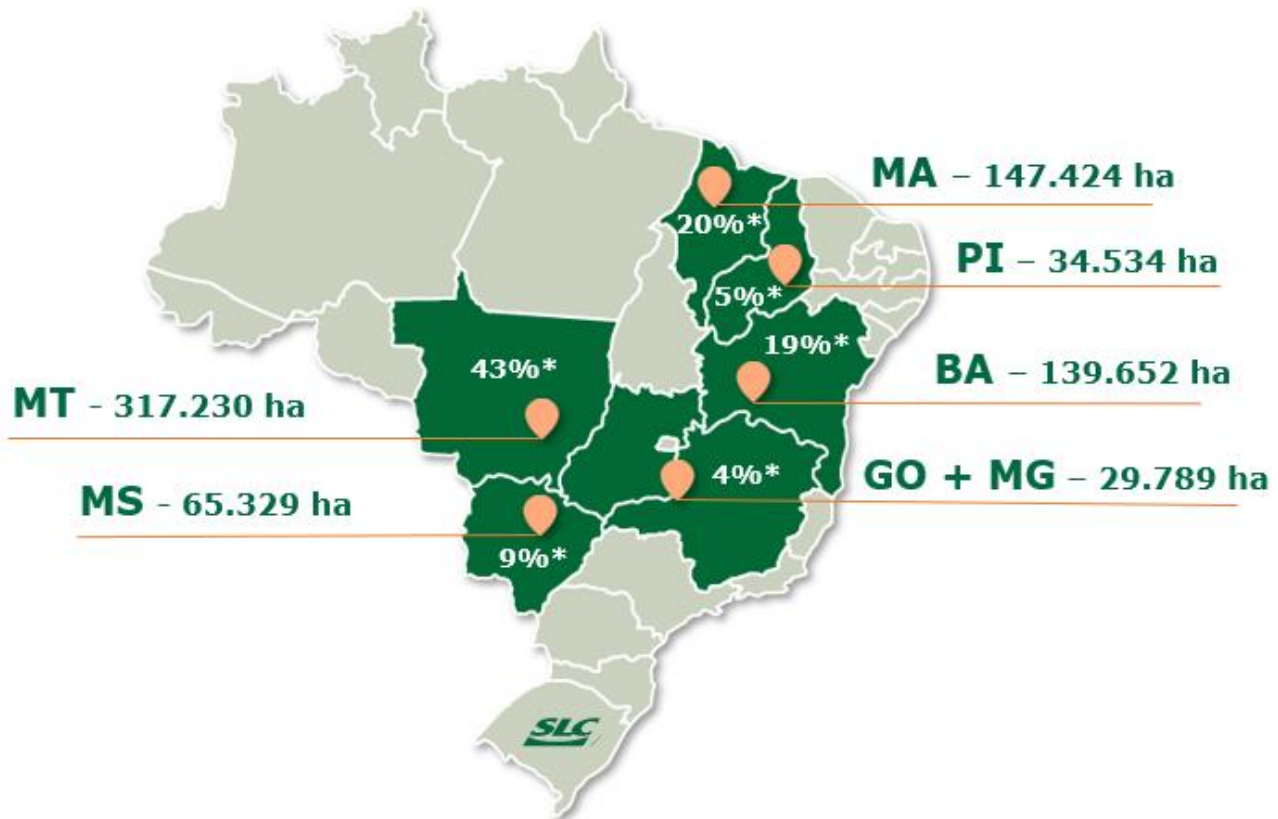 MA – 147.424 ha
20%*
PI – 34.534 ha
5%*
19%*
BA – 139.652 ha
43%*
MT - 317.230 ha
GO + MG – 29.789 ha
4%*
MS - 65.329 ha
9%*
SLC